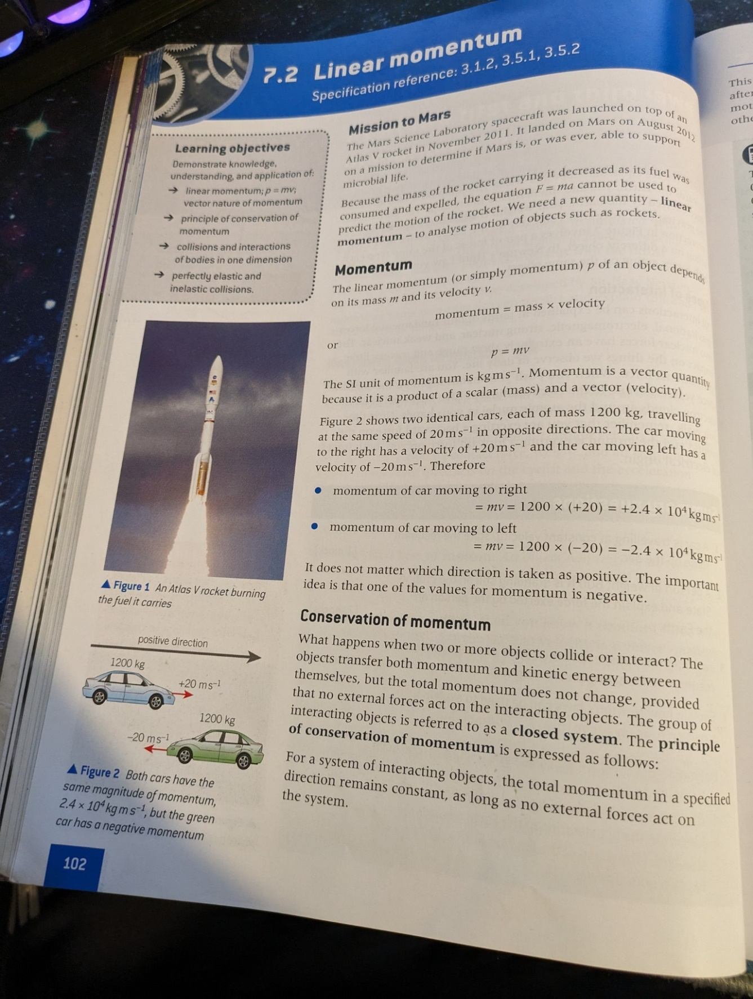 7.2 Linear momentum
Specification reference: 3.1.2, 3.5.1, 3.5.2
Learning objectives
Demonstrate knowledge,
understanding, and application of:
→ linear momentum; p = mv;
vector nature of momentum
→ principle of conservation of
momentum
→ collisions and interactions
of bodies in one dimension
→ perfectly elastic and
inelastic collisions.
▲ Figure 1 An Atlas V rocket burning
the fuel it carries
positive direction
1200 kg
+20 m s⁻¹
1200 kg
–20 m s⁻¹
▲ Figure 2 Both cars have the
same magnitude of momentum,
2.4 × 10⁴ kg m s⁻¹, but the green
car has a negative momentum
102
Mission to Mars
The Mars Science Laboratory spacecraft was launched on top of an
Atlas V rocket in November 2011. It landed on Mars on August 2012
on a mission to determine if Mars is, or was ever, able to support
microbial life.
Because the mass of the rocket carrying it decreased as its fuel was
consumed and expelled, the equation F = ma cannot be used to
predict the motion of the rocket. We need a new quantity – linear
momentum – to analyse motion of objects such as rockets.
Momentum
The linear momentum (or simply momentum) p of an object depends
on its mass m and its velocity v.
momentum = mass × velocity
or
p = mv
The SI unit of momentum is kg m s⁻¹. Momentum is a vector quantity
because it is a product of a scalar (mass) and a vector (velocity).
Figure 2 shows two identical cars, each of mass 1200 kg, travelling
at the same speed of 20 m s⁻¹ in opposite directions. The car moving
to the right has a velocity of +20 m s⁻¹ and the car moving left has a
velocity of –20 m s⁻¹. Therefore
• momentum of car moving to right
= mv = 1200 × (+20) = +2.4 × 10⁴ kg m s⁻¹
• momentum of car moving to left
= mv = 1200 × (−20) = −2.4 × 10⁴ kg m s⁻¹
It does not matter which direction is taken as positive. The important
idea is that one of the values for momentum is negative.
Conservation of momentum
What happens when two or more objects collide or interact? The
objects transfer both momentum and kinetic energy between
themselves, but the total momentum does not change, provided
that no external forces act on the interacting objects. The group of
interacting objects is referred to as a closed system. The principle
of conservation of momentum is expressed as follows:
For a system of interacting objects, the total momentum in a specified
direction remains constant, as long as no external forces act on
the system.
This